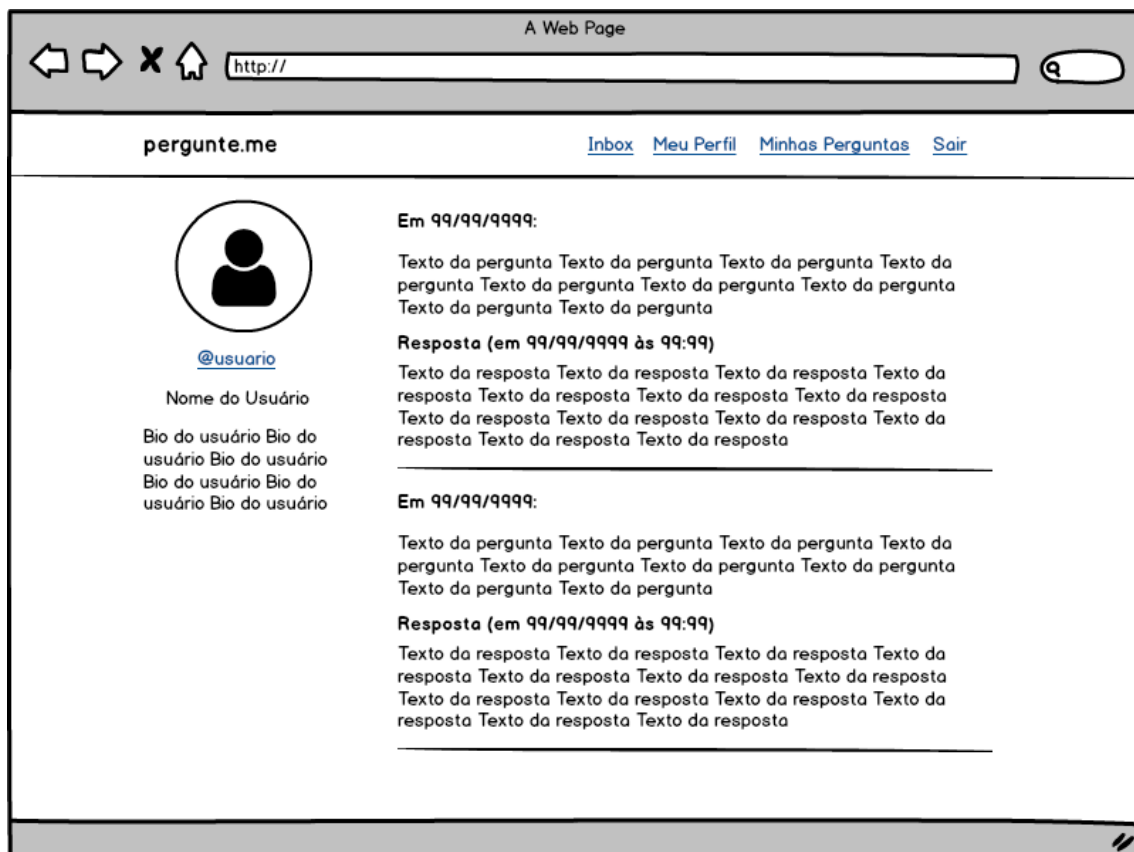 A Web Page
http://
pergunte.me
Inbox Meu Perfil Minhas Perguntas Sair
@usuario
Nome do Usuário
Bio do usuário Bio do
usuário Bio do usuário
Bio do usuário Bio do
usuário Bio do usuário
Em 99/99/9999:
Texto da pergunta Texto da pergunta Texto da pergunta Texto da
pergunta Texto da pergunta Texto da pergunta Texto da pergunta
Texto da pergunta Texto da pergunta
Resposta (em 99/99/9999 às 99:99)
Texto da resposta Texto da resposta Texto da resposta Texto da
resposta Texto da resposta Texto da resposta Texto da resposta
Texto da resposta Texto da resposta Texto da resposta Texto da
resposta Texto da resposta Texto da resposta
Em 99/99/9999:
Texto da pergunta Texto da pergunta Texto da pergunta Texto da
pergunta Texto da pergunta Texto da pergunta Texto da pergunta
Texto da pergunta Texto da pergunta
Resposta (em 99/99/9999 às 99:99)
Texto da resposta Texto da resposta Texto da resposta Texto da
resposta Texto da resposta Texto da resposta Texto da resposta
Texto da resposta Texto da resposta Texto da resposta Texto da
resposta Texto da resposta Texto da resposta